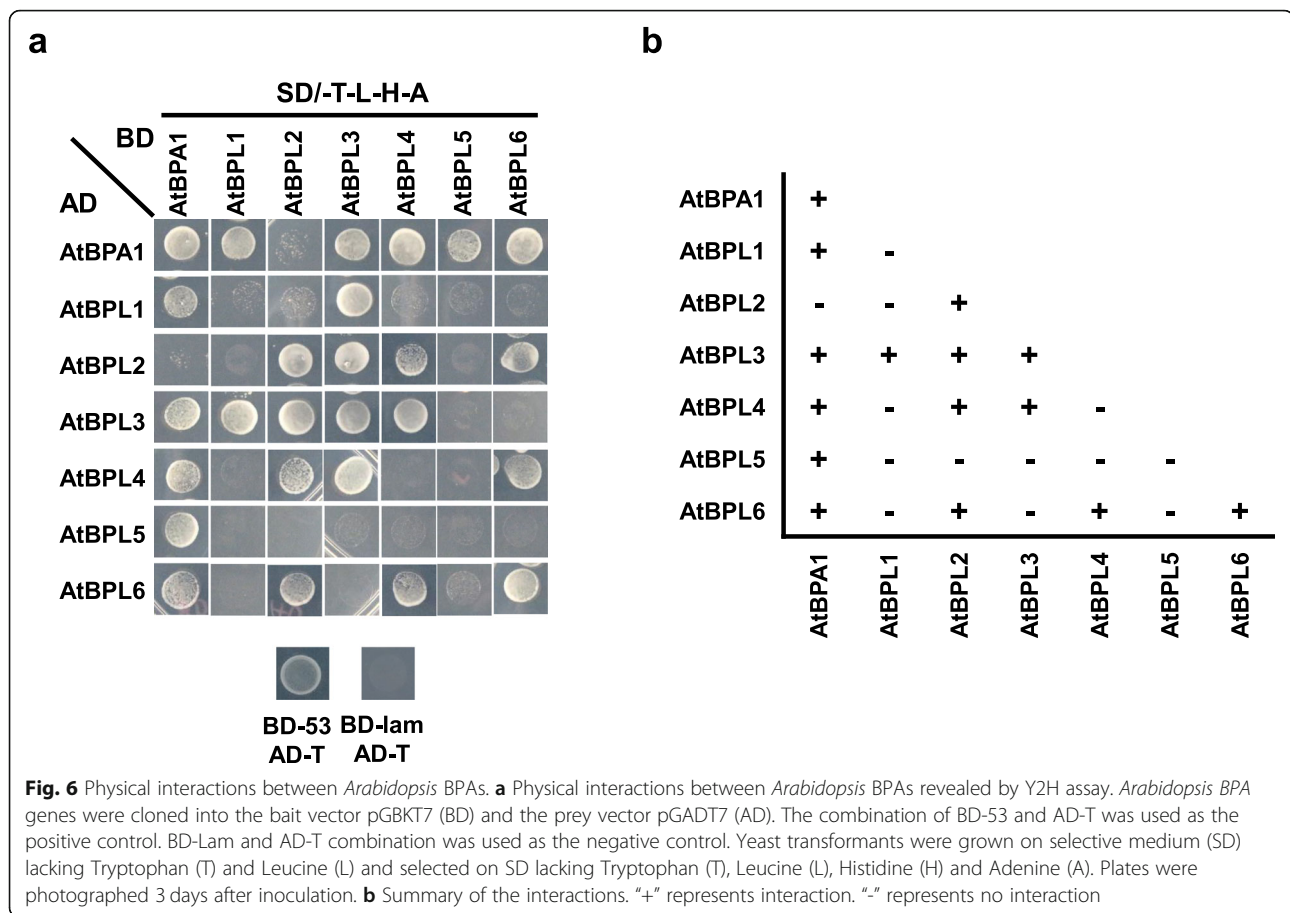 a
SD/-T-L-H-A
BD
AD
AtBPA1
AtBPL1
AtBPL2
AtBPL3
AtBPL4
AtBPL5
AtBPL6
AtBPA1
AtBPL1
AtBPL2
AtBPL3
AtBPL4
AtBPL5
AtBPL6
BD-53 BD-lam
AD-T AD-T
b
AtBPA1 +
AtBPL1 + -
AtBPL2 - - +
AtBPL3 + + + +
AtBPL4 + - + + -
AtBPL5 + - - - - -
AtBPL6 + - + - + - +
AtBPA1
AtBPL1
AtBPL2
AtBPL3
AtBPL4
AtBPL5
AtBPL6
Fig. 6 Physical interactions between Arabidopsis BPAs. a Physical interactions between Arabidopsis BPAs revealed by Y2H assay. Arabidopsis BPA
genes were cloned into the bait vector pGBKT7 (BD) and the prey vector pGADT7 (AD). The combination of BD-53 and AD-T was used as the
positive control. BD-Lam and AD-T combination was used as the negative control. Yeast transformants were grown on selective medium (SD)
lacking Tryptophan (T) and Leucine (L) and selected on SD lacking Tryptophan (T), Leucine (L), Histidine (H) and Adenine (A). Plates were
photographed 3 days after inoculation. b Summary of the interactions. "+" represents interaction. "-" represents no interaction